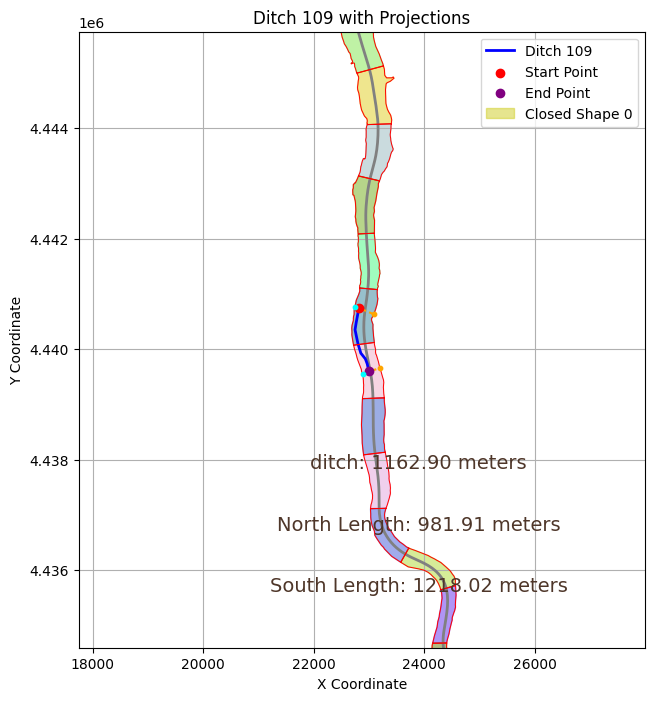 Ditch 109 with Projections
1e6
Ditch 109
Start Point
End Point
Closed Shape 0
4.444
4.442
4.440
4.438
4.436
Y Coordinate
ditch: 1162.90 meters
North Length: 981.91 meters
South Length: 1218.02 meters
18000 20000 22000 24000 26000
X Coordinate